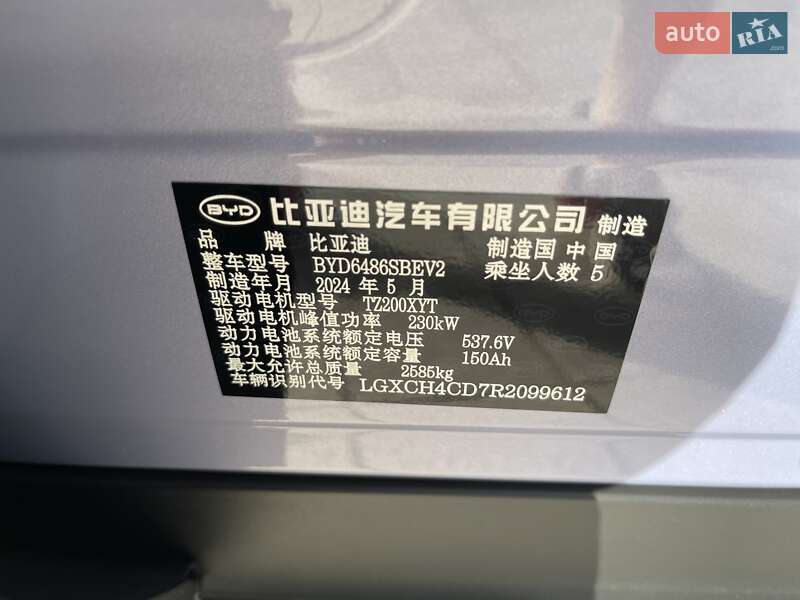 auto RIA .com
BYD 比亚迪汽车有限公司 制造
品 牌 比亚迪 制造国 中国
整车型号 BYD6486SBEV2 乘坐人数 5
制造年月 2024 年 5 月
驱动电机型号 TZ200XYT
驱动电机峰值功率 230kW
动力电池系统额定电压 537.6V
动力电池系统额定容量 150Ah
最大允许总质量 2585kg
车辆识别代号 LGXCH4CD7R2099612